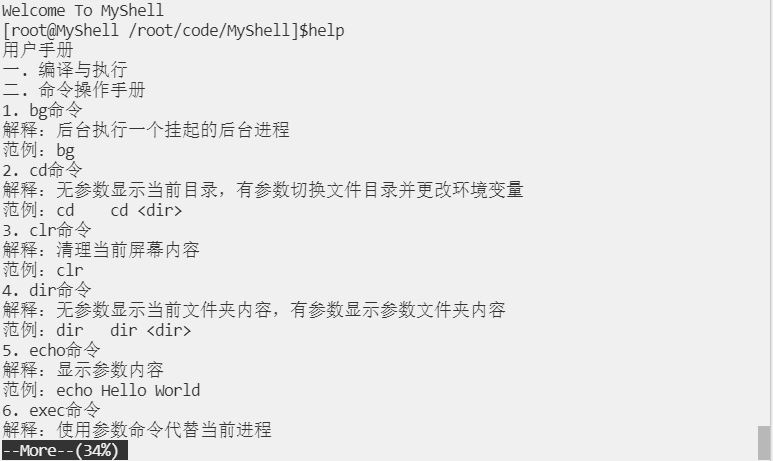 Welcome To MyShell
[root@MyShell /root/code/MyShell]$help
用户手册
一. 编译与执行
二. 命令操作手册
1. bg命令
解释: 后台执行一个挂起的后台进程
范例: bg
2. cd命令
解释: 无参数显示当前目录, 有参数切换文件目录并更改环境变量
范例: cd    cd <dir>
3. clr命令
解释: 清理当前屏幕内容
范例: clr
4. dir命令
解释: 无参数显示当前文件夹内容, 有参数显示参数文件夹内容
范例: dir   dir <dir>
5. echo命令
解释: 显示参数内容
范例: echo Hello World
6. exec命令
解释: 使用参数命令代替当前进程
--More--(34%)